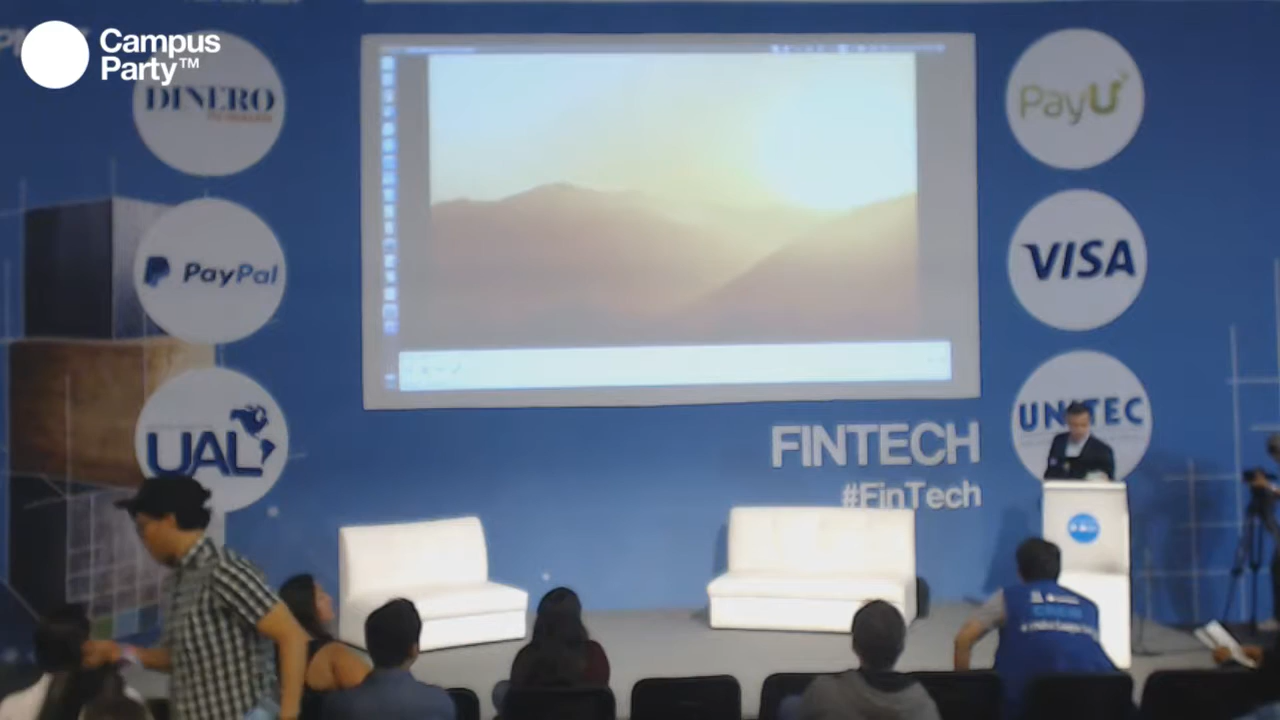 Campus
Party™
DINERO
PayPal
UAL
PayU
VISA
UNITEC
FINTECH
#FinTech